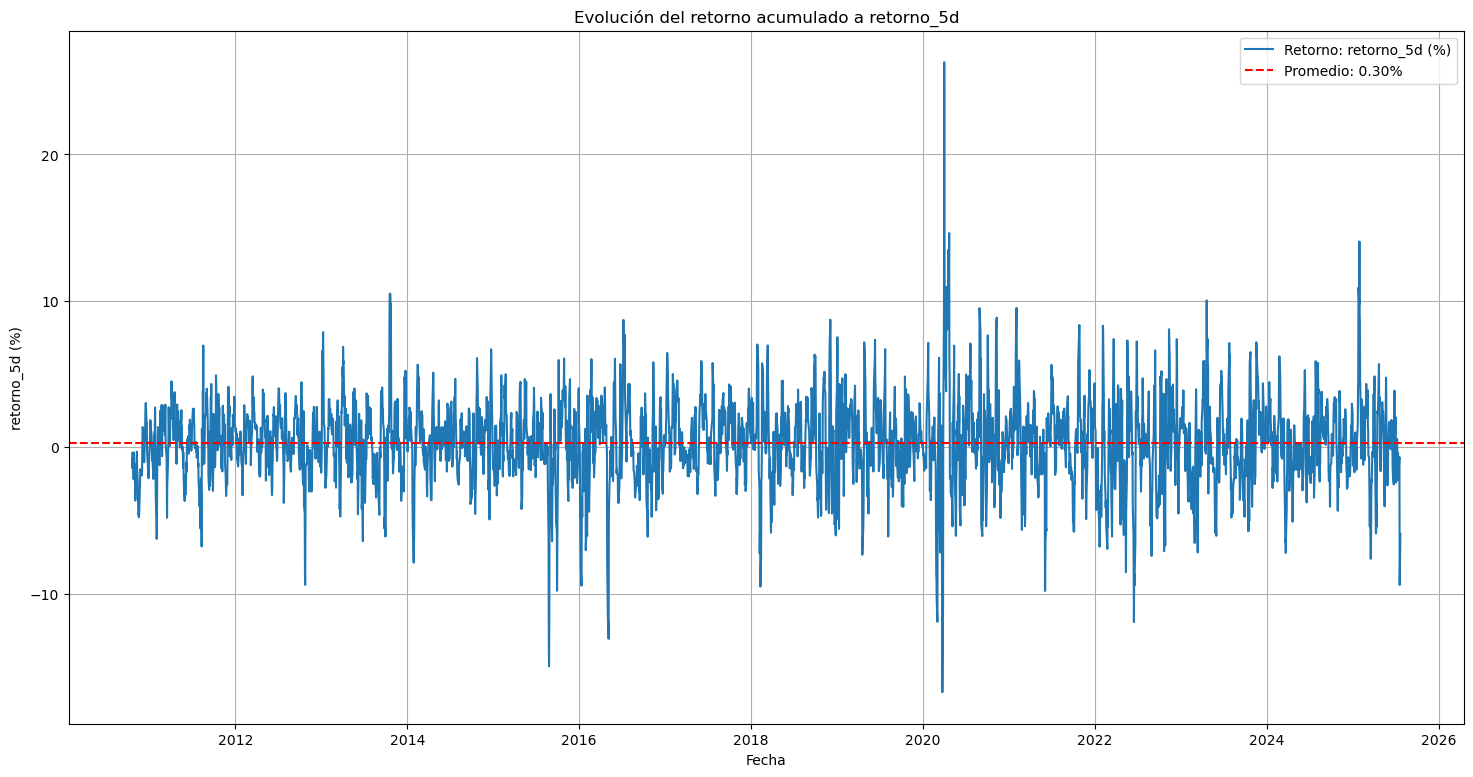 Evolución del retorno acumulado a retorno_5d
Retorno: retorno_5d (%)
Promedio: 0.30%
retorno_5d (%)
20
10
0
−10
2012
2014
2016
2018
2020
2022
2024
2026
Fecha